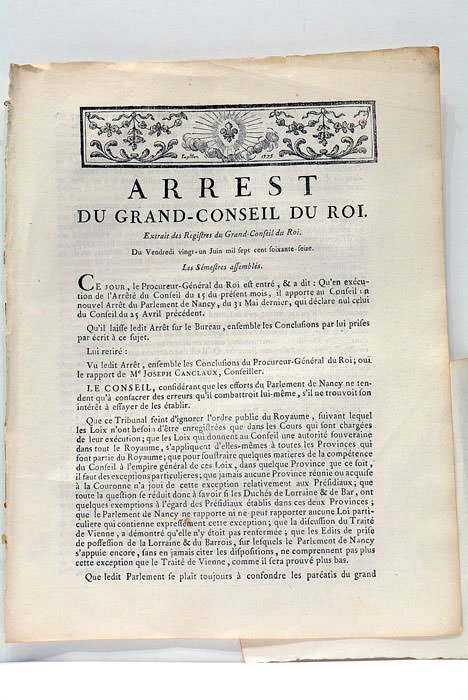 Papillon. 1775
ARREST
DU GRAND-CONSEIL DU ROI.
Extrait des Registres du Grand-Conseil du Roi.
Du Vendredi vingt-un Juin mil sept cent soixante-seize.
Les Sémestres assemblés.
CE JOUR, le Procureur-Général du Roi est entré, & a dit : Qu'en exécu-
tion de l'Arrêté du Conseil du 15 du présent mois, il apporte au Conseil un
nouvel Arrêt du Parlement de Nancy, du 31 Mai dernier, qui déclare nul celui
du Conseil du 25 Avril précédent.
Qu'il laisse ledit Arrêt sur le Bureau, ensemble les Conclusions par lui prises
par écrit à ce sujet.
Lui retiré :
Vu ledit Arrêt, ensemble les Conclusions du Procureur-Général du Roi ; oui
le rapport de Me JOSEPH CANCLAUX, Conseiller.
LE CONSEIL, considérant que les efforts du Parlement de Nancy ne ten-
dent qu'à consacrer des erreurs qu'il combattroit lui-même, s'il ne trouvoit son
intérêt à essayer de les établir.
Que ce Tribunal feint d'ignorer l'ordre public du Royaume, suivant lequel
les Loix n'ont besoin d'être enregistrées que dans les Cours qui sont chargées
de leur exécution ; que les Loix qui donnent au Conseil une autorité souveraine
dans tout le Royaume, s'appliquent d'elles-mêmes à toutes les Provinces qui
font partie du Royaume ; que pour soustraire quelques matieres de la compétence
du Conseil à l'empire général de ces Loix, dans quelque Province que ce soit,
il faut des exceptions particulieres ; que jamais aucune Province réunie ou acquise
à la Couronne n'a joui de cette exception relativement aux Présidiaux ; que
toute la question se réduit donc à savoir si les Duchés de Lorraine & de Bar, ont
quelques exemptions à l'égard des Présidiaux établis dans ces deux Provinces ;
que le Parlement de Nancy ne rapporte ni ne peut rapporter aucune Loi parti-
culiere qui contienne expressément cette exception ; que la discussion du Traité
de Vienne, a démontré qu'elle n'y étoit pas renfermée ; que les Edits de prise
de possession de la Lorraine & du Barrois, sur lesquels le Parlement de Nancy
s'appuie encore, sans en jamais citer les dispositions, ne comprennent pas plus
cette exception que le Traité de Vienne, comme il sera prouvé plus bas.
Que ledit Parlement se plaît toujours à confondre les paréatis du grand